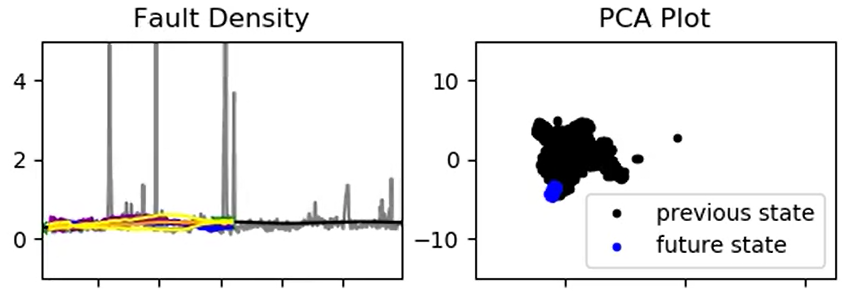 Fault Density
PCA Plot
4
2
0
10
0
−10
previous state
future state